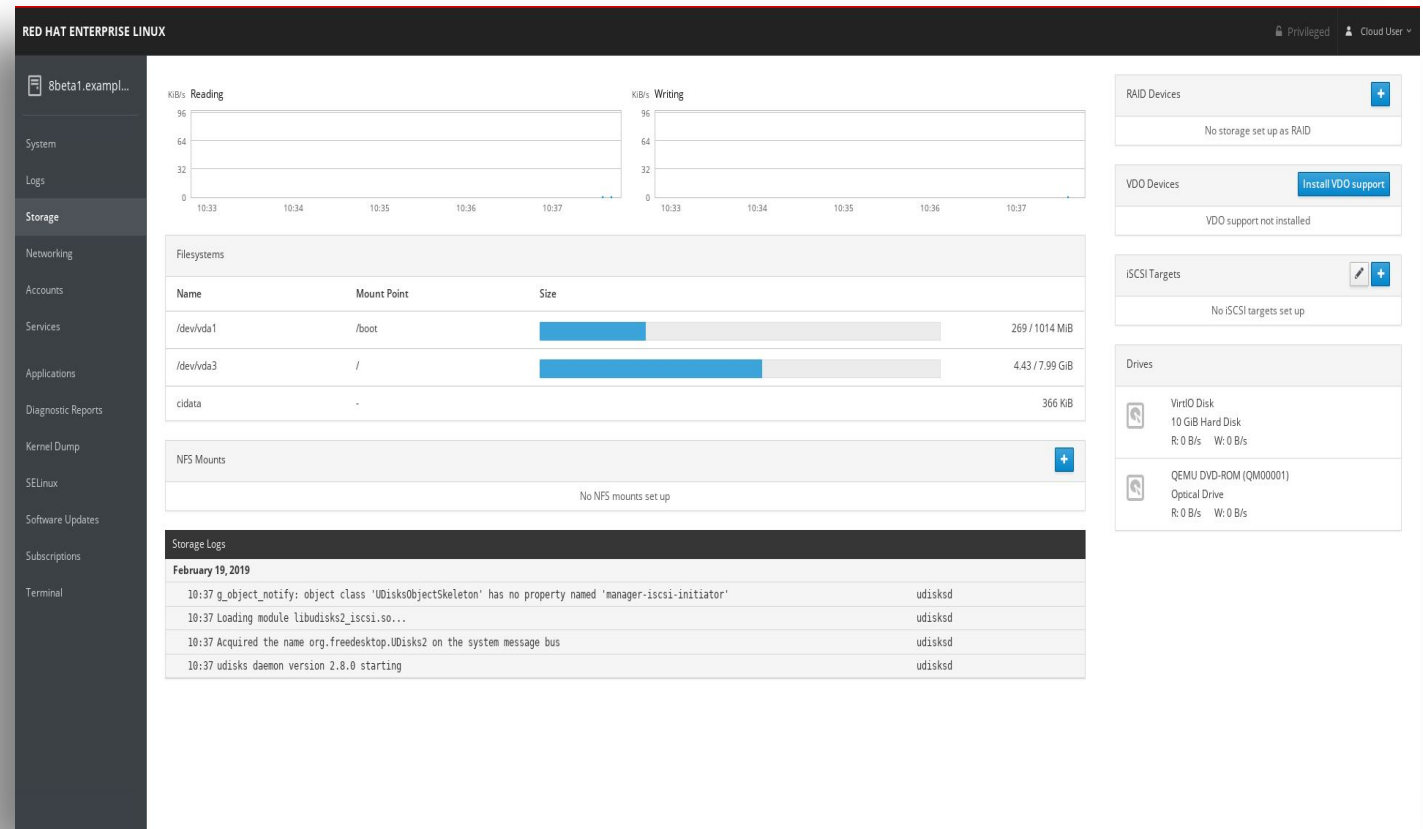 RED HAT ENTERPRISE LINUX
Privileged
Cloud User
8beta1.exampl...
System
Logs
Storage
Networking
Accounts
Services
Applications
Diagnostic Reports
Kernel Dump
SELinux
Software Updates
Subscriptions
Terminal
KiB/s Reading
96
64
32
0
10:33 10:34 10:35 10:36 10:37
KiB/s Writing
96
64
32
0
10:33 10:34 10:35 10:36 10:37
Filesystems
Name Mount Point Size
/dev/vda1 /boot 269 / 1014 MiB
/dev/vda3 / 4.43 / 7.99 GiB
cidata - 366 KiB
NFS Mounts +
No NFS mounts set up
Storage Logs
February 19, 2019
10:37 g_object_notify: object class 'UDisksObjectSkeleton' has no property named 'manager-iscsi-initiator' udisksd
10:37 Loading module libudisks2_iscsi.so... udisksd
10:37 Acquired the name org.freedesktop.UDisks2 on the system message bus udisksd
10:37 udisks daemon version 2.8.0 starting udisksd
RAID Devices +
No storage set up as RAID
VDO Devices Install VDO support
VDO support not installed
iSCSI Targets +
No iSCSI targets set up
Drives
VirtIO Disk
10 GiB Hard Disk
R: 0 B/s W: 0 B/s
QEMU DVD-ROM (QM00001)
Optical Drive
R: 0 B/s W: 0 B/s